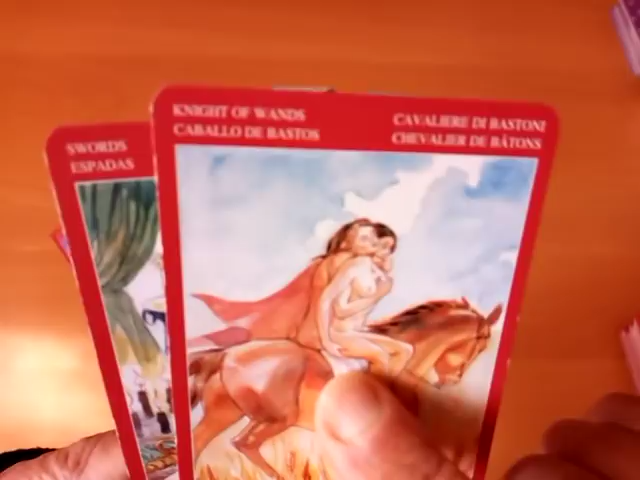 SWORDS
ESPADAS
KNIGHT OF WANDS
CABALLO DE BASTOS
CAVALIERE DI BASTONI
CHEVALIER DE BÂTONS